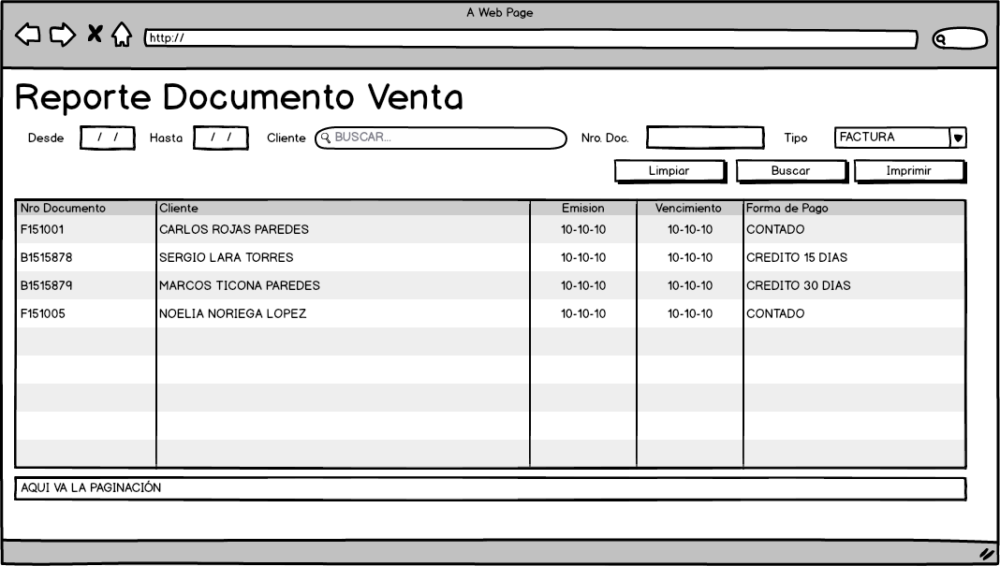 A Web Page
http://
Reporte Documento Venta
Desde / / Hasta / / Cliente BUSCAR... Nro. Doc. Tipo FACTURA
Limpiar Buscar Imprimir
Nro Documento Cliente Emision Vencimiento Forma de Pago
F151001 CARLOS ROJAS PAREDES 10-10-10 10-10-10 CONTADO
B1515878 SERGIO LARA TORRES 10-10-10 10-10-10 CREDITO 15 DIAS
B1515879 MARCOS TICONA PAREDES 10-10-10 10-10-10 CREDITO 30 DIAS
F151005 NOELIA NORIEGA LOPEZ 10-10-10 10-10-10 CONTADO
AQUI VA LA PAGINACIÓN